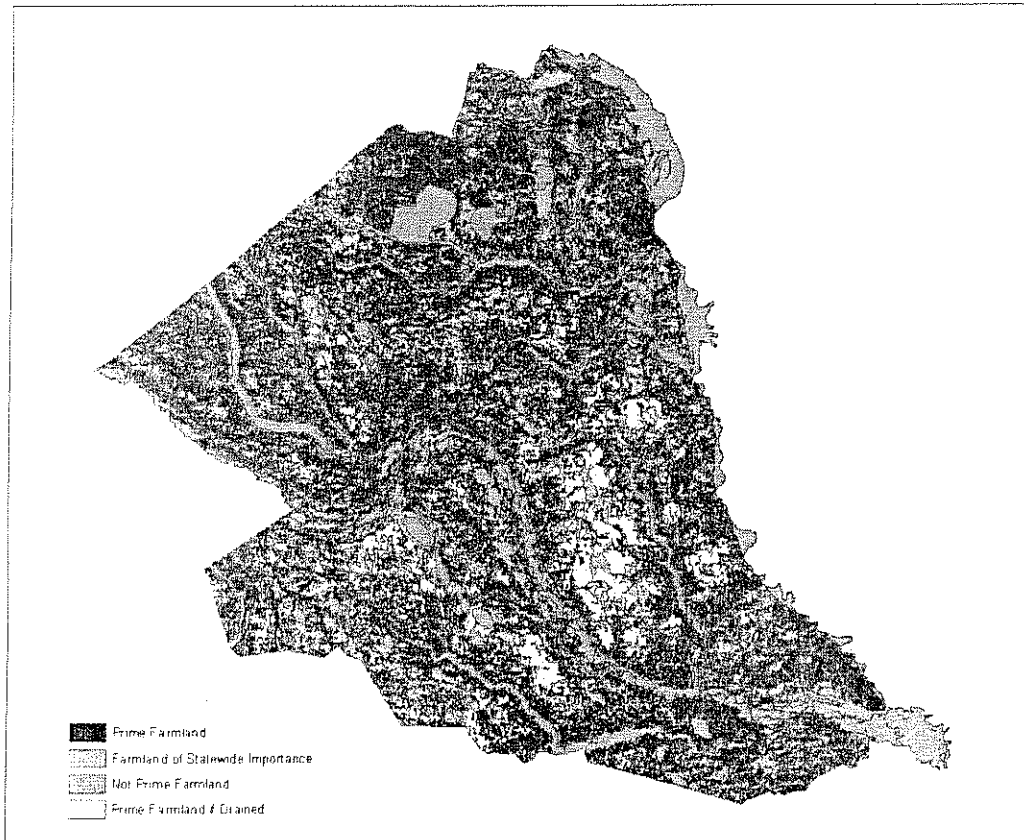 Prime Farmland
Farmland of Statewide Importance
Not Prime Farmland
Prime Farmland if Drained